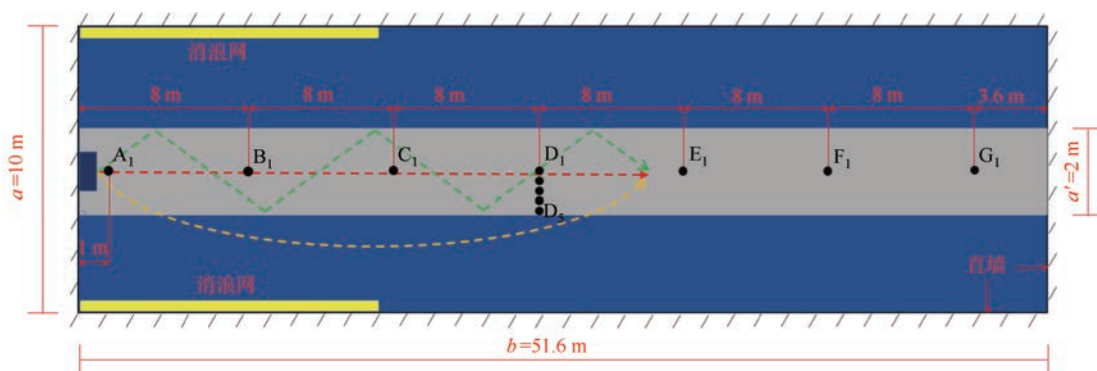 消浪网
8 m 8 m 8 m 8 m 8 m 8 m 3.6 m
A₁ B₁ C₁ D₁ E₁ F₁ G₁
D₅
1 m
消浪网
直墙
a=10 m
a'=2 m
b=51.6 m